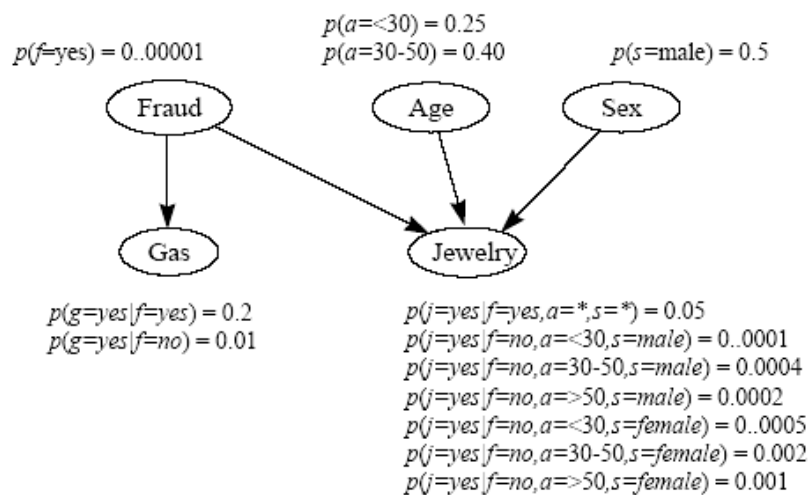 p(a=<30) = 0.25
p(f=yes) = 0..00001
p(a=30-50) = 0.40
p(s=male) = 0.5
Fraud
Age
Sex
Gas
Jewelry
p(g=yes|f=yes) = 0.2
p(g=yes|f=no) = 0.01
p(j=yes|f=yes,a=*,s=*) = 0.05
p(j=yes|f=no,a=<30,s=male) = 0..0001
p(j=yes|f=no,a=30-50,s=male) = 0.0004
p(j=yes|f=no,a=>50,s=male) = 0.0002
p(j=yes|f=no,a=<30,s=female) = 0..0005
p(j=yes|f=no,a=30-50,s=female) = 0.002
p(j=yes|f=no,a=>50,s=female) = 0.001